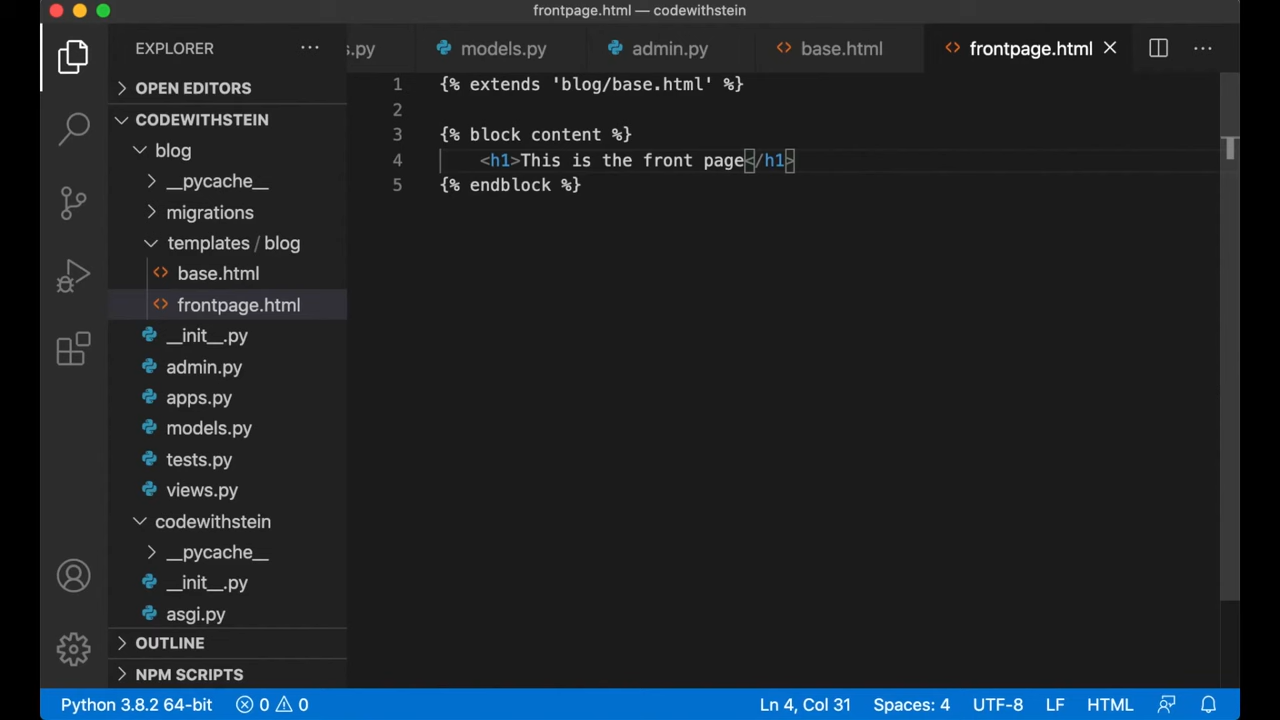 frontpage.html — codewithstein
EXPLORER
s.py
models.py
admin.py
base.html
frontpage.html
OPEN EDITORS
CODEWITHSTEIN
blog
__pycache__
migrations
templates / blog
base.html
frontpage.html
__init__.py
admin.py
apps.py
models.py
tests.py
views.py
codewithstein
__pycache__
__init__.py
asgi.py
OUTLINE
NPM SCRIPTS
1 {% extends 'blog/base.html' %}
2
3 {% block content %}
4 <h1>This is the front page</h1>
5 {% endblock %}
Python 3.8.2 64-bit 0 0 Ln 4, Col 31 Spaces: 4 UTF-8 LF HTML